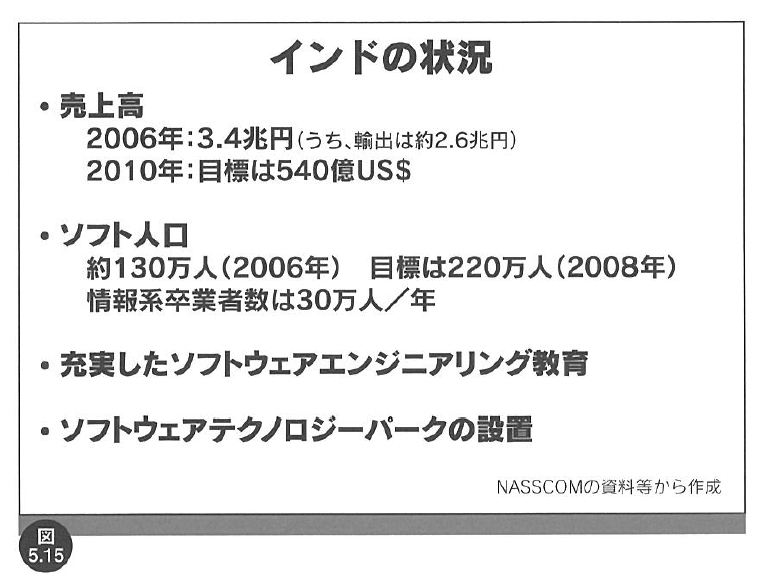 インドの状況
・売上高
2006年：3.4兆円（うち、輸出は約2.6兆円）
2010年：目標は540億US$
・ソフト人口
約130万人（2006年）　目標は220万人（2008年）
情報系卒業者数は30万人／年
・充実したソフトウェアエンジニアリング教育
・ソフトウェアテクノロジーパークの設置
NASSCOMの資料等から作成
図
5.15